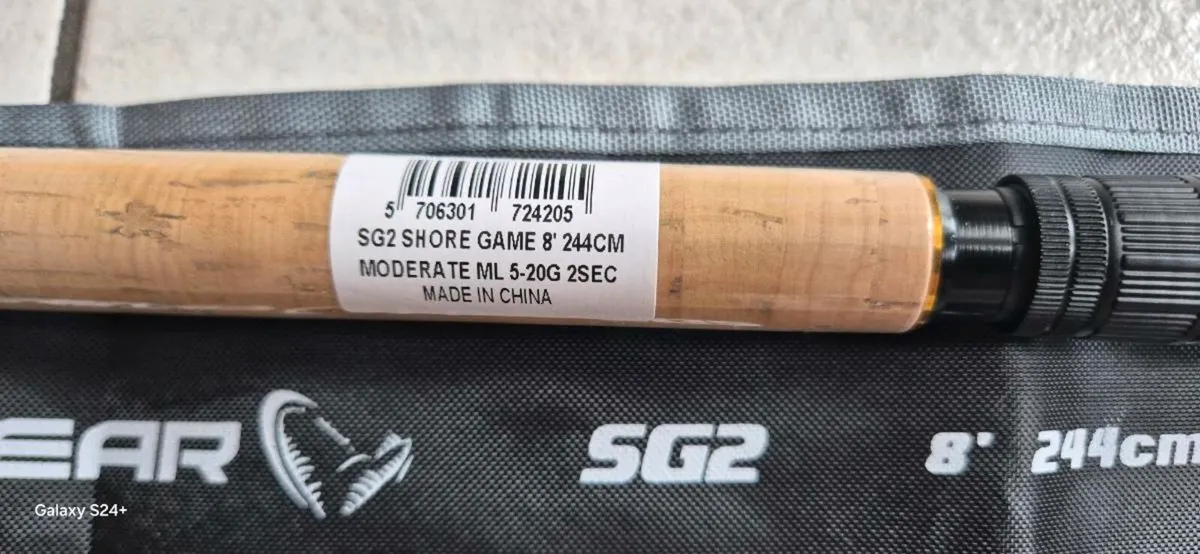 5 706301 724205
SG2 SHORE GAME 8' 244CM
MODERATE ML 5-20G 2SEC
MADE IN CHINA
EAR SG2 8' 244cm
Galaxy S24+